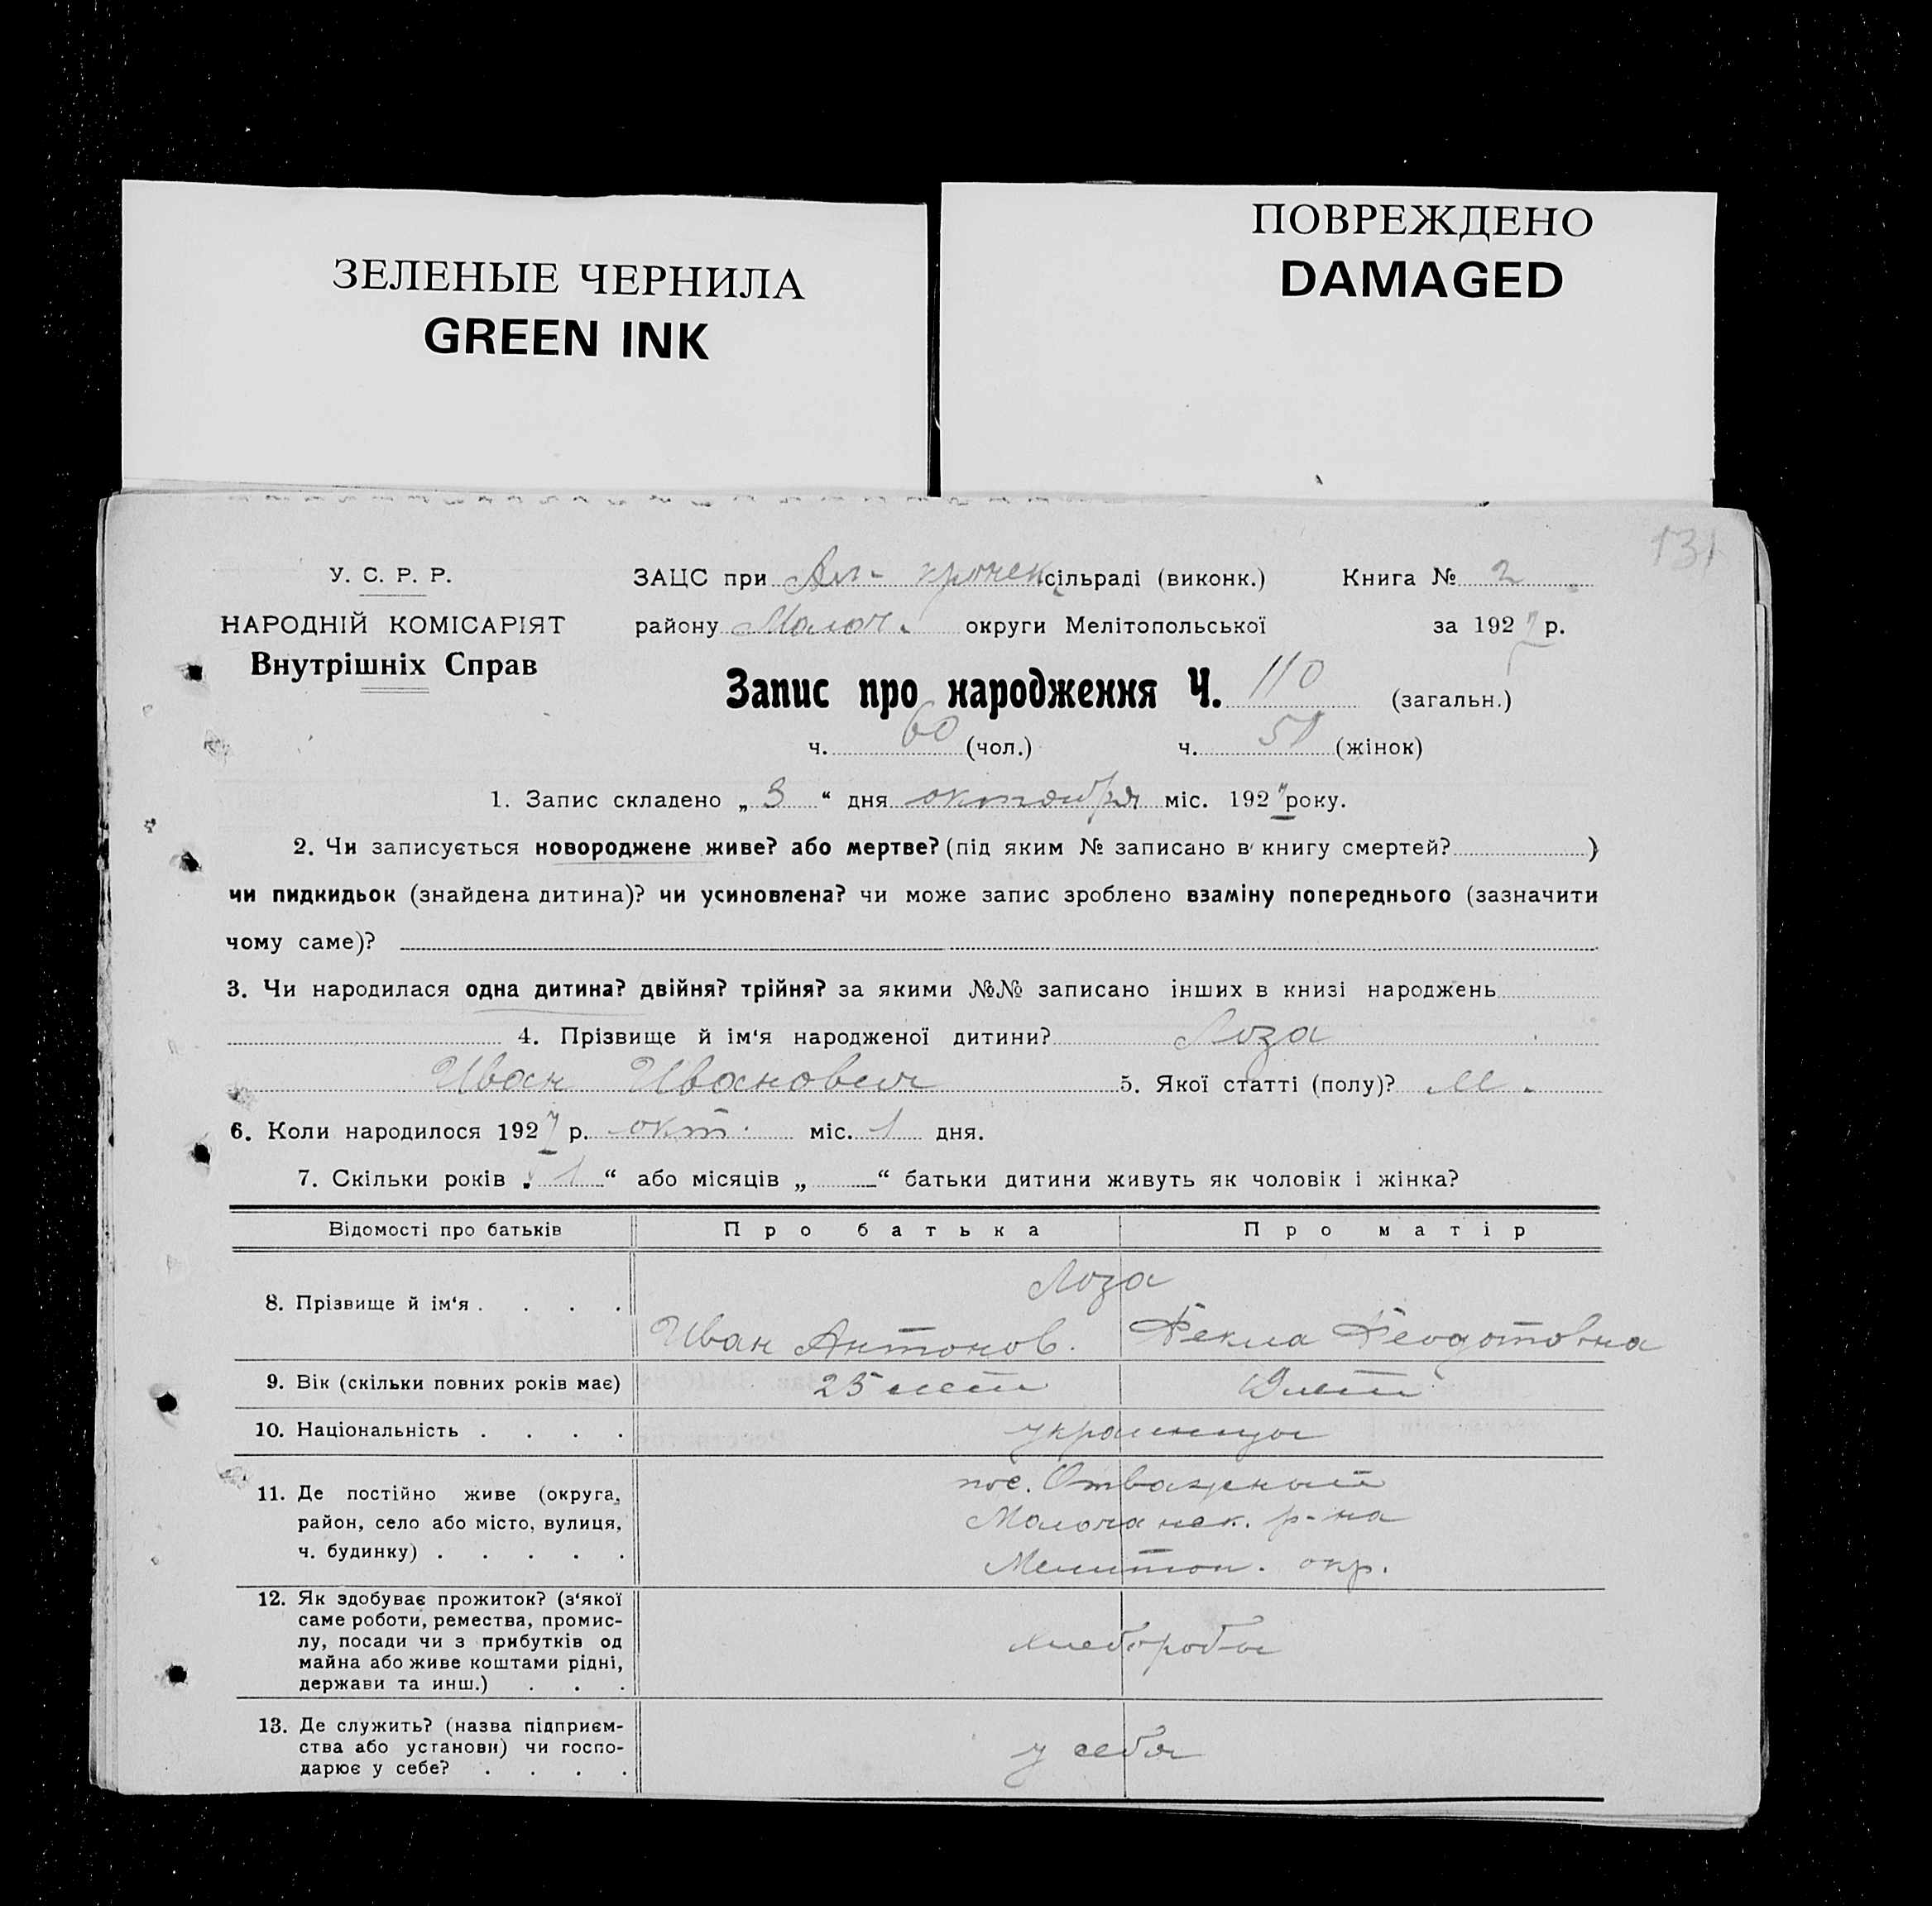 ЗЕЛЕНЫЕ ЧЕРНИЛА
GREEN INK
ПОВРЕЖДЕНО
DAMAGED
131
У. С. Р. Р.
НАРОДНІЙ КОМІСАРІЯТ
Внутрішніх Справ
ЗАЦС при сільраді (виконк.) Книга № 2
району Молоч. округи Мелітопольської за 1927 р.
Запис про народження Ч. 110 (загальн.)
ч. 60 (чол.) ч. 50 (жінок)
1. Запис складено „ 3 “ дня октября міс. 1927 року.
2. Чи записується новороджене живе? або мертве? (під яким № записано в книгу смертей? )
чи пидкидьок (знайдена дитина)? чи усиновлена? чи може запис зроблено взаміну попереднього (зазначити
чому саме)?
3. Чи народилася одна дитина? двійня? трійня? за якими №№ записано інших в книзі народжень
4. Прізвище й ім‘я народженої дитини? Лоза
Иван Иванович 5. Якої статті (полу)? М.
6. Коли народилося 1927 р. окт. міс. 1 дня.
7. Скільки років „ 1 “ або місяців „ — “ батьки дитини живуть як чоловік і жінка?
Відомості про батьків Про батька Про матір
8. Прізвище й ім‘я . . . . Лоза
Иван Антонов. Фекла Феодотовна
9. Вік (скільки повних років має) 25 лет лет
10. Національність . . . . украинцы
11. Де постійно живе (округа,
район, село або місто, вулиця,
ч. будинку) . . . . .
пос. Отважный
Молочанск. р-на
Мелитоп. окр.
12. Як здобуває прожиток? (з‘якої
саме роботи, ремества, промис-
лу, посади чи з прибутків од
майна або живе коштами рідні,
держави та инш.) . . .
хлеборобы
13. Де служить? (назва підприєм-
ства або установи) чи госпо-
дарює у себе? . . . .
у себя